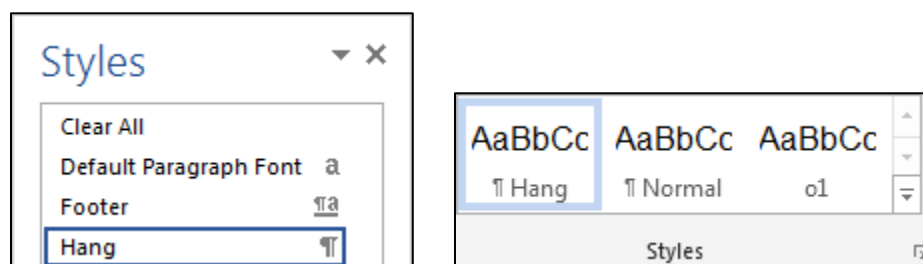 Styles
Clear All
Default Paragraph Font a
Footer ¶a
Hang ¶
AaBbCc AaBbCc AaBbCc
¶ Hang ¶ Normal o1
Styles